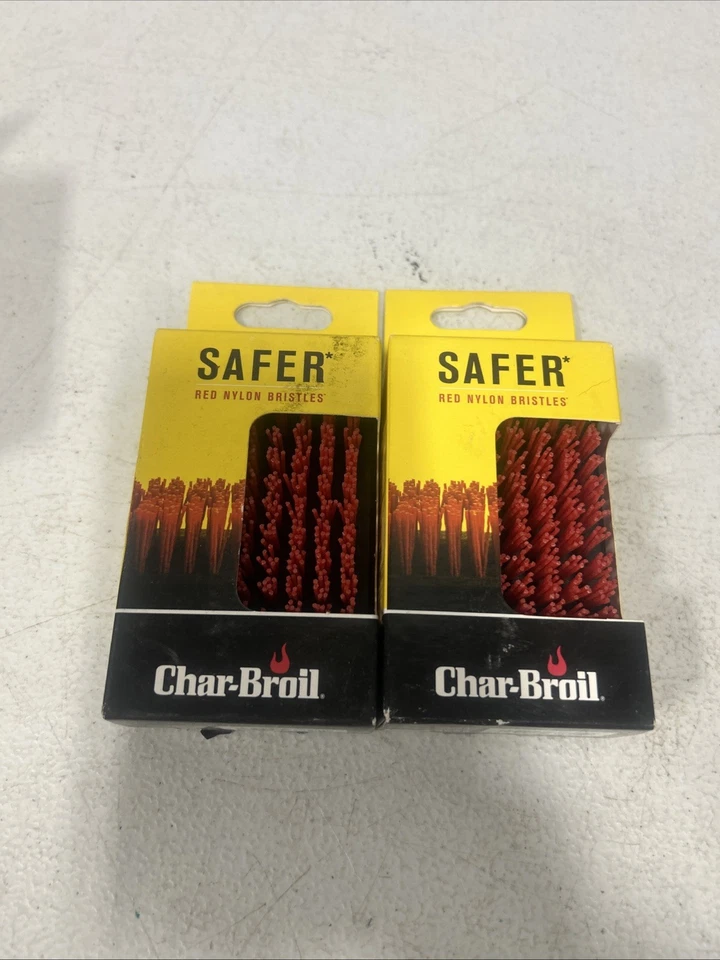 SAFER*
RED NYLON BRISTLES*
Char-Broil®
SAFER*
RED NYLON BRISTLES*
Char-Broil®